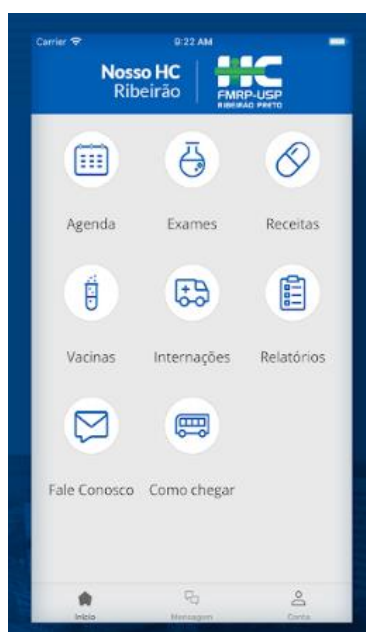 Carrier 9:22 AM
Nosso HC
Ribeirão
HC
FMRP-USP
RIBEIRÃO PRETO
Agenda Exames Receitas
Vacinas Internações Relatórios
Fale Conosco Como chegar
Início Mensagem Conta